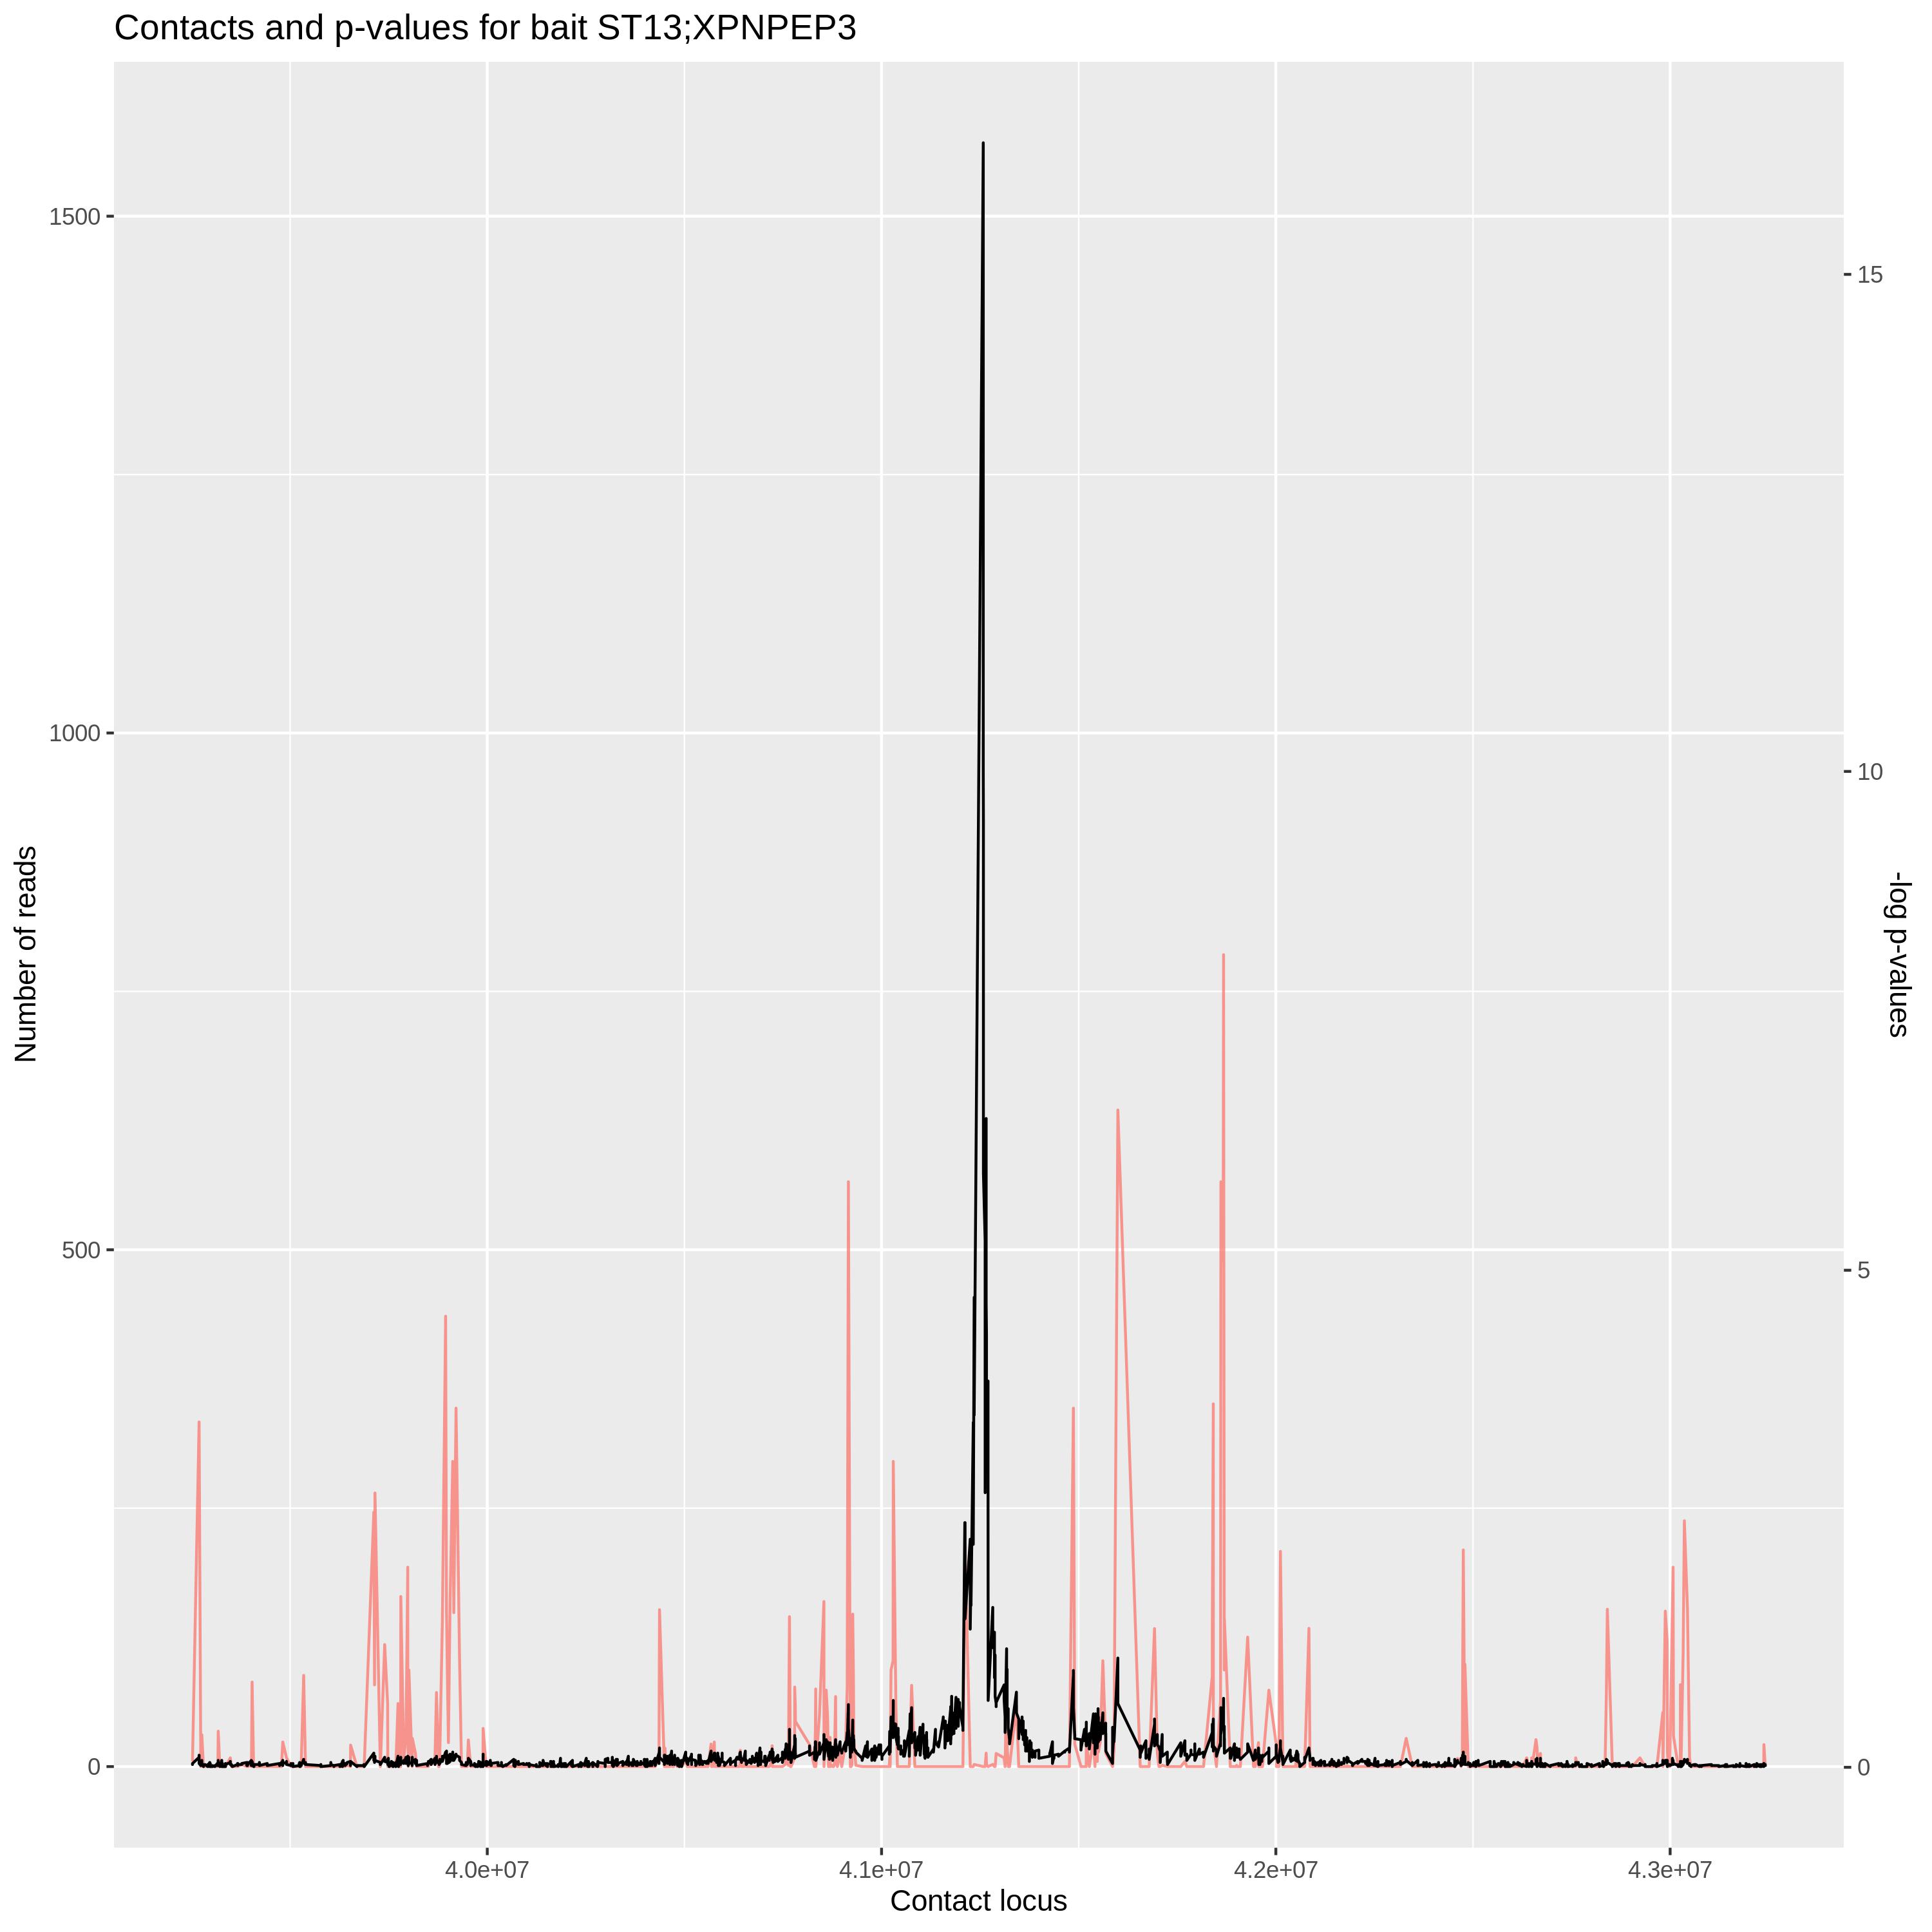 Contacts and p-values for bait ST13;XPNPEP3
1500
1000
500
0
Number of reads
15
10
5
0
-log p-values
4.0e+07
4.1e+07
4.2e+07
4.3e+07
Contact locus